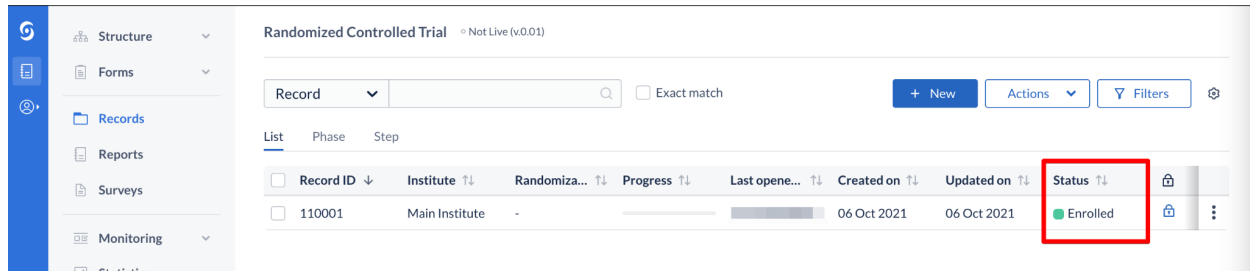 Structure
Forms
Records
Reports
Surveys
Monitoring
Randomized Controlled Trial Not Live (v.0.01)
Record Exact match + New Actions Filters
List Phase Step
Record ID Institute Randomiza... Progress Last opene... Created on Updated on Status
110001 Main Institute - 06 Oct 2021 06 Oct 2021 Enrolled